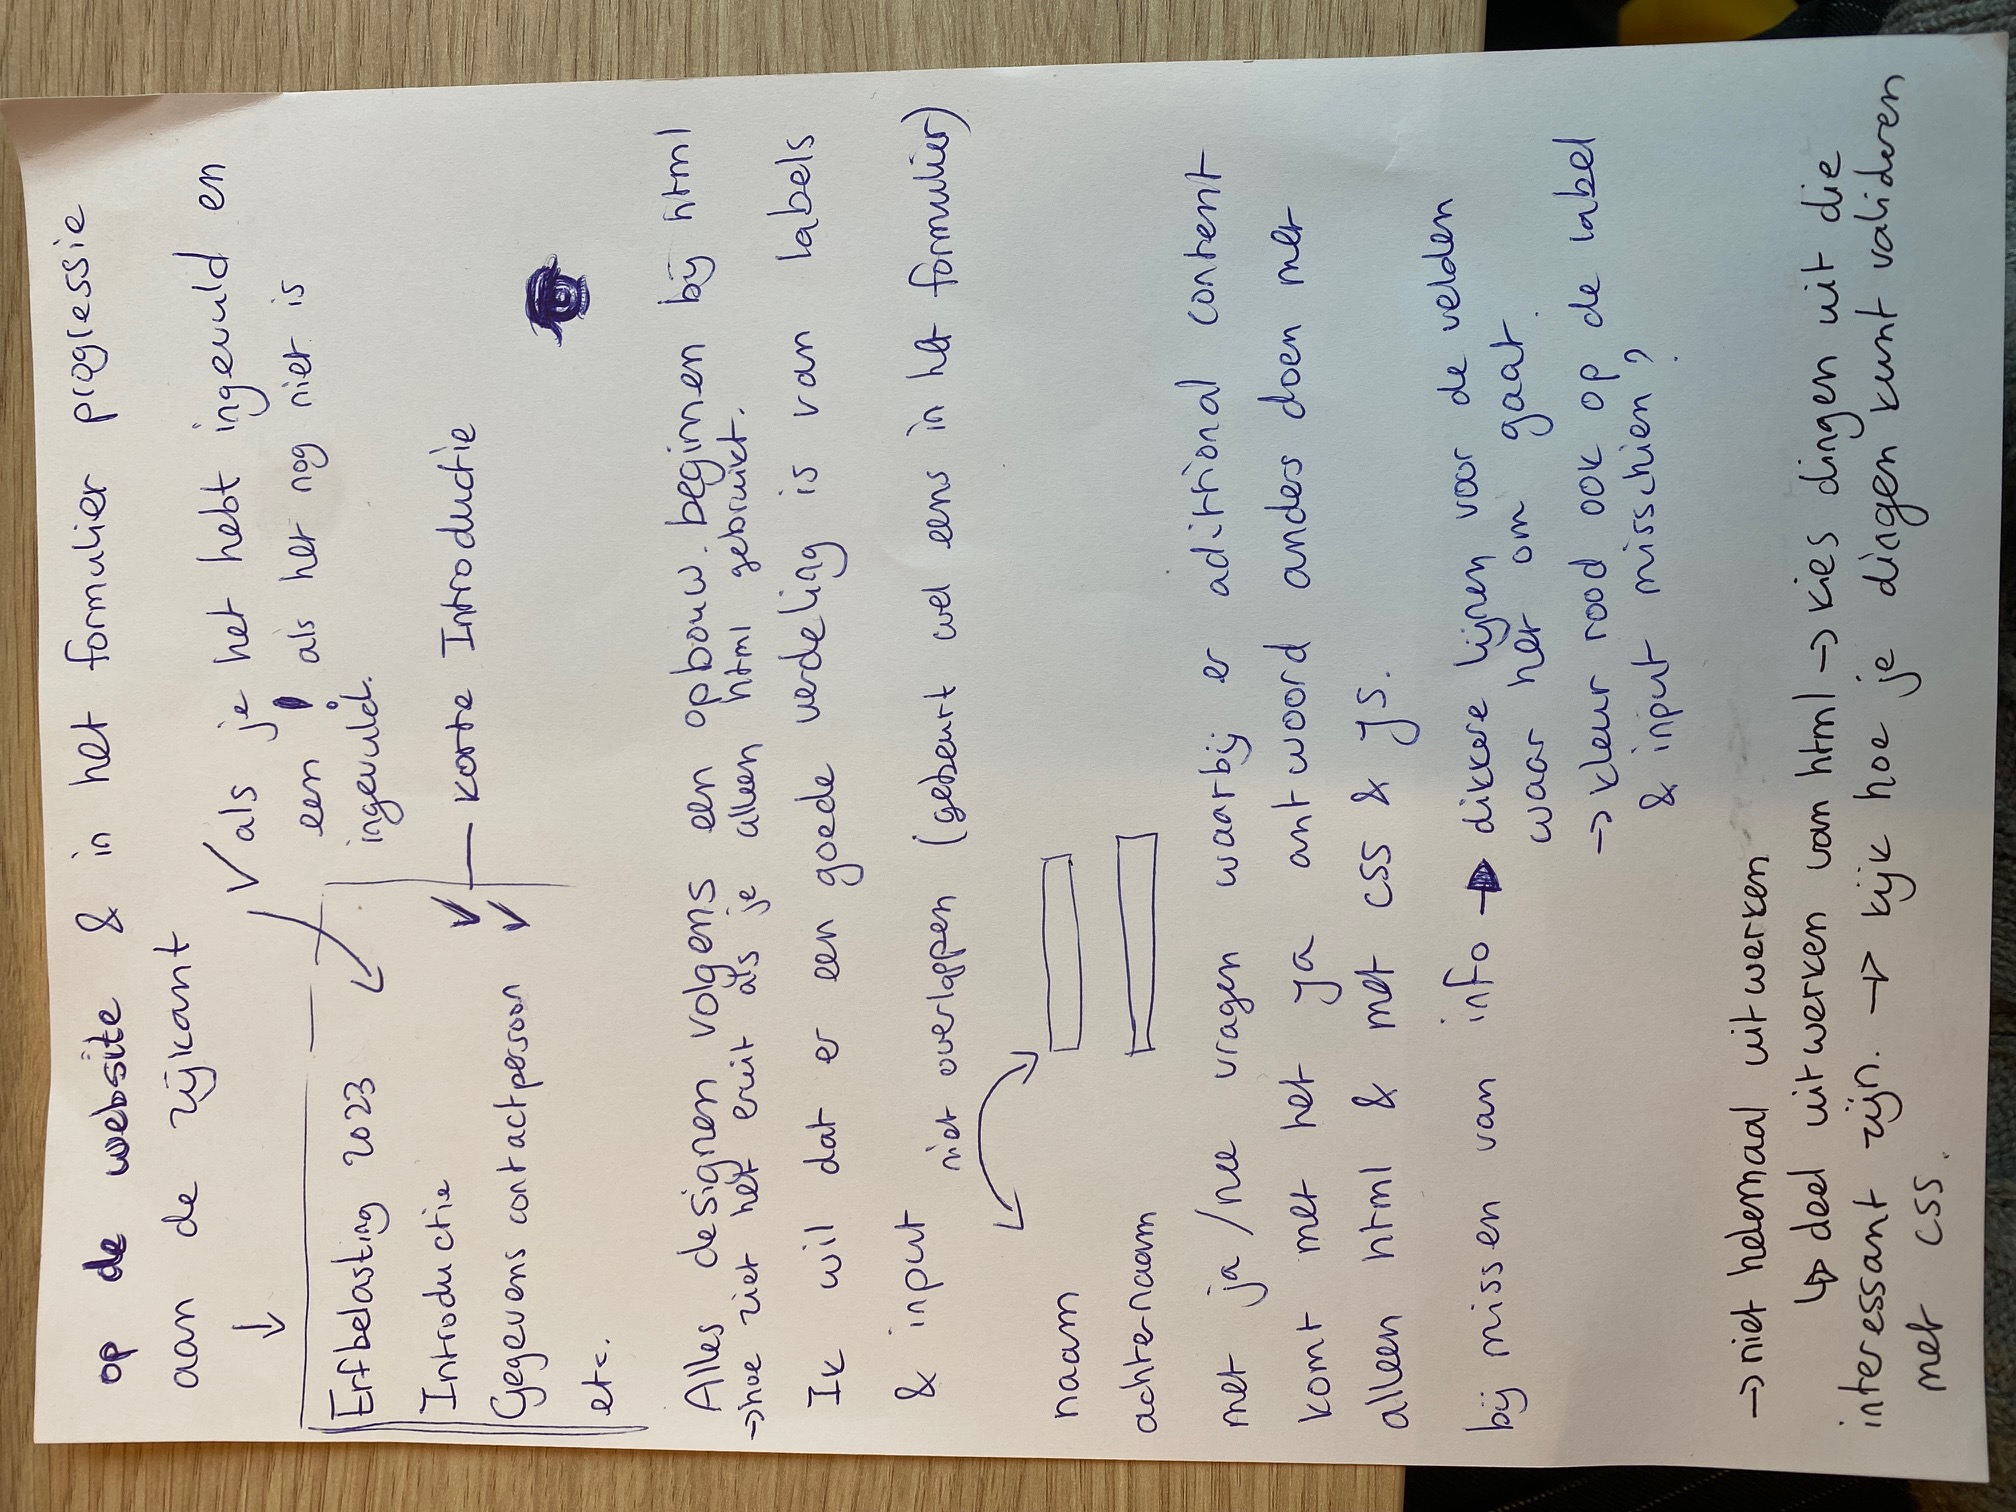 op de website & in het formulier progressie
aan de zijkant
✓ als je het hebt ingevuld en
een ! als het nog niet is
ingevuld.
Erfbelasting 2023
Introductie ✓ — korte Introductie
Gegevens contactpersoon ✓
etc.
Alles designen volgens een opbouw. beginnen bij html
→ hoe ziet het eruit als je alleen html gebruikt.
Ik wil dat er een goede verdeling is van labels
& input
niet overlappen (gebeurt wel eens in het formulier)
naam
achternaam
met ja/nee vragen waarbij er adittional content
komt met het ja antwoord anders doen met
alleen html & met css & JS.
bij missen van info → dikkere lijnen voor de velden
waar het om gaat.
→ kleur rood ook op de label
& input misschien?
→ niet helemaal uitwerken
↳ deel uitwerken van html → kies dingen uit die
interessant zijn. → kijk hoe je dingen kunt valideren
met css.